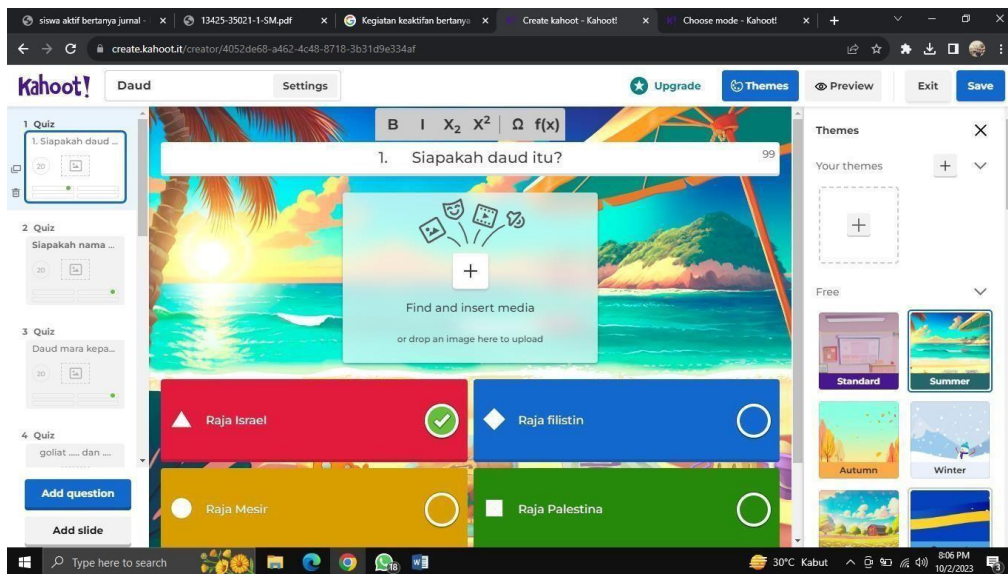 siswa aktif bertanya jurnal -
13425-35021-1-SM.pdf
Kegiatan keaktifan bertanya
Create kahoot - Kahoot!
Choose mode - Kahoot!
create.kahoot.it/creator/4052de68-a462-4c48-8718-3b31d9e334af
Kahoot!
Daud
Settings
Upgrade
Themes
Preview
Exit
Save
1 Quiz
1. Siapakah daud ...
20
2 Quiz
Siapakah nama ...
20
3 Quiz
Daud mara kepa...
20
4 Quiz
goliat ..... dan ....
Add question
Add slide
B I X₂ X² Ω f(x)
1. Siapakah daud itu?
99
Find and insert media
or drop an image here to upload
Raja Israel
Raja filistin
Raja Mesir
Raja Palestina
Themes
Your themes
Free
Standard
Summer
Autumn
Winter
Type here to search
18
30°C Kabut
8:06 PM
10/2/2023